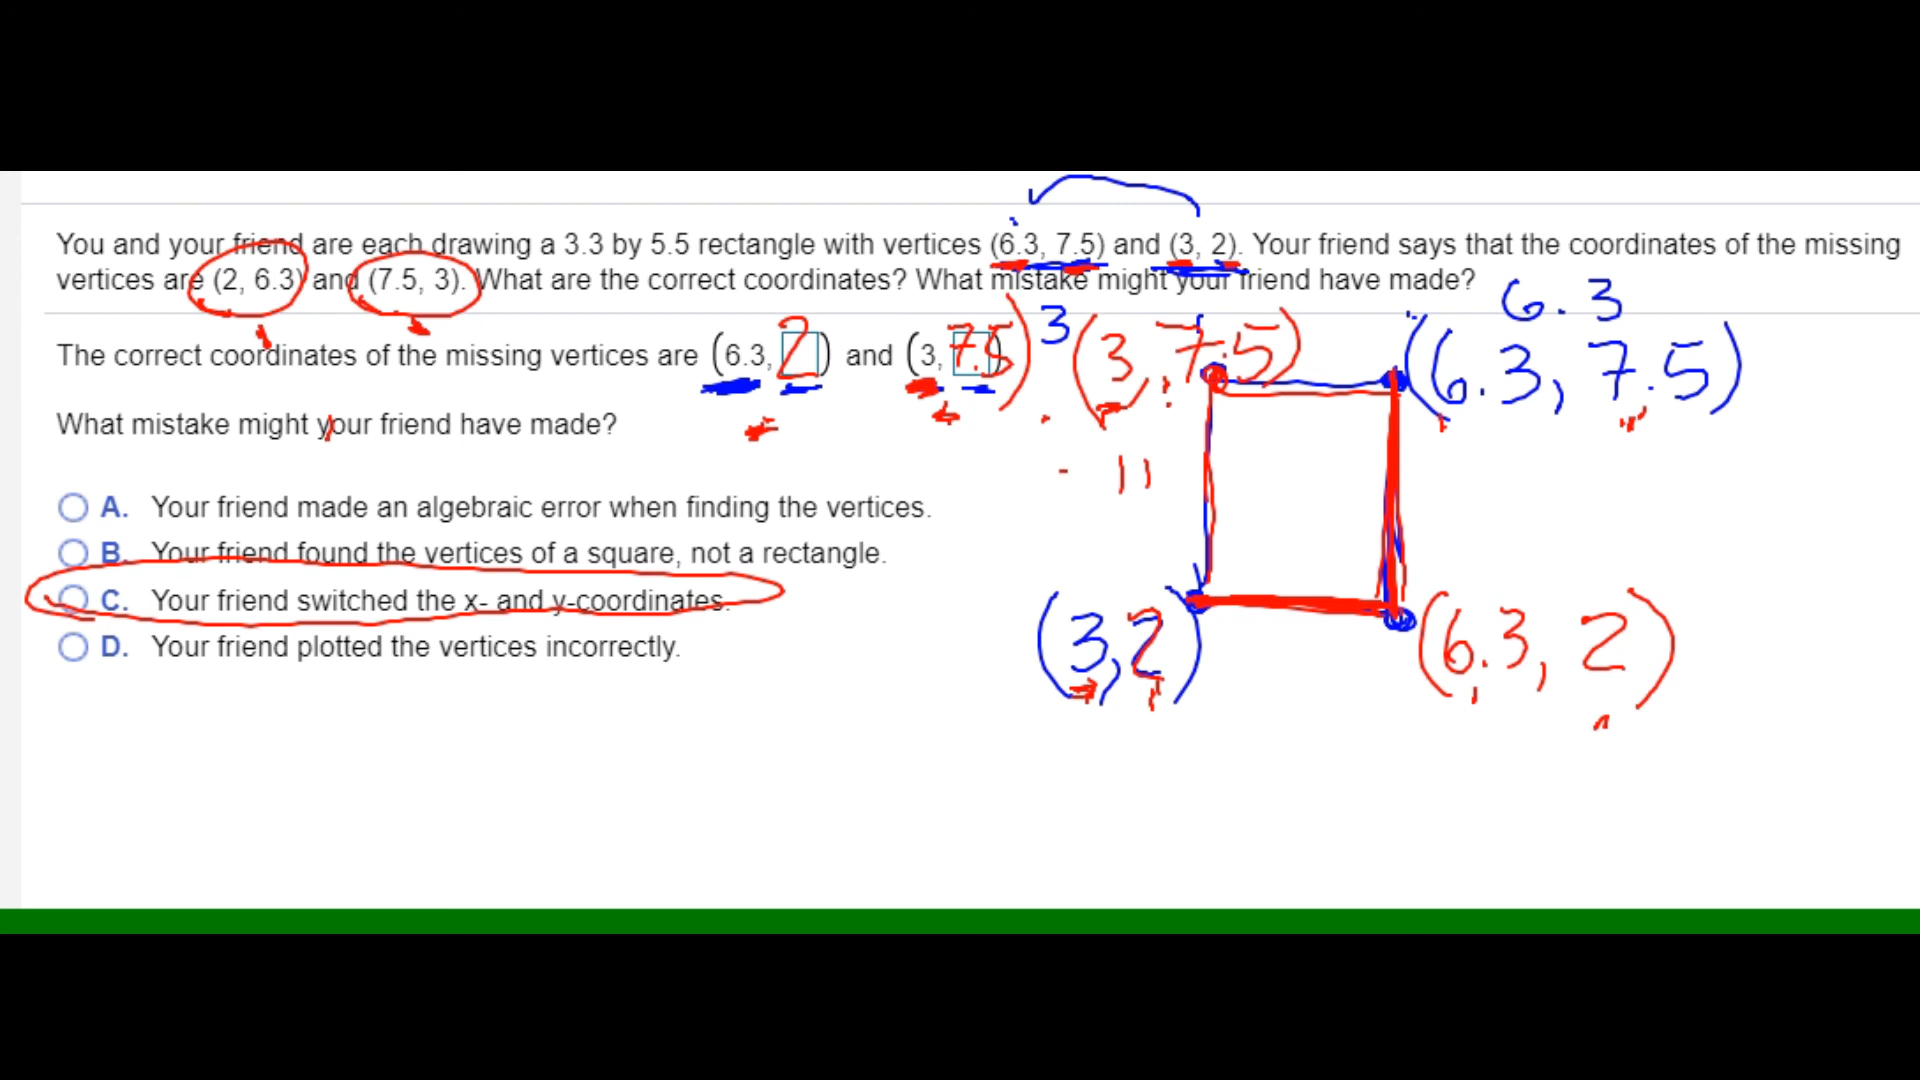 You and your friend are each drawing a 3.3 by 5.5 rectangle with vertices (6.3, 7.5) and (3, 2). Your friend says that the coordinates of the missing
vertices are (2, 6.3) and (7.5, 3). What are the correct coordinates? What mistake might your friend have made?
6.3
The correct coordinates of the missing vertices are (6.3, 2) and (3, 7.5)
3 (3, 7.5) (6.3, 7.5)
What mistake might your friend have made?
A. Your friend made an algebraic error when finding the vertices.
B. Your friend found the vertices of a square, not a rectangle.
C. Your friend switched the x- and y-coordinates.
D. Your friend plotted the vertices incorrectly.
(3, 2) (6.3, 2)